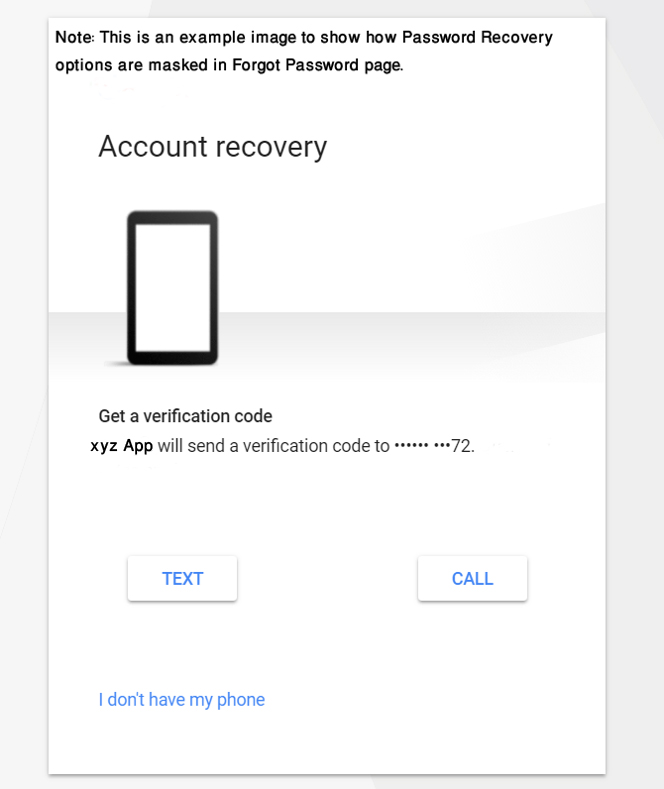 Note: This is an example image to show how Password Recovery
options are masked in Forgot Password page.
Account recovery
Get a verification code
xyz App will send a verification code to •••••• •••72.
TEXT
CALL
I don't have my phone